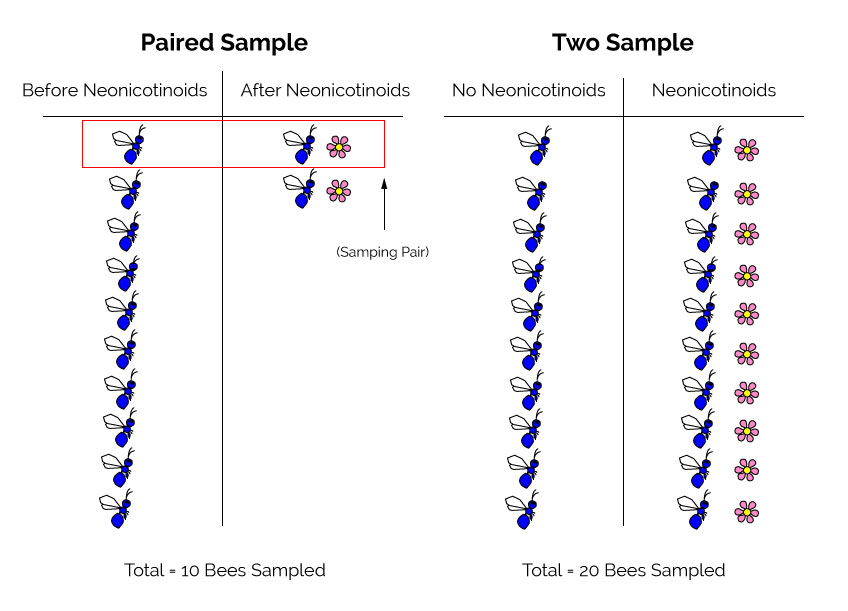 Paired Sample
Before Neonicotinoids
After Neonicotinoids
(Samping Pair)
Total = 10 Bees Sampled
Two Sample
No Neonicotinoids
Neonicotinoids
Total = 20 Bees Sampled